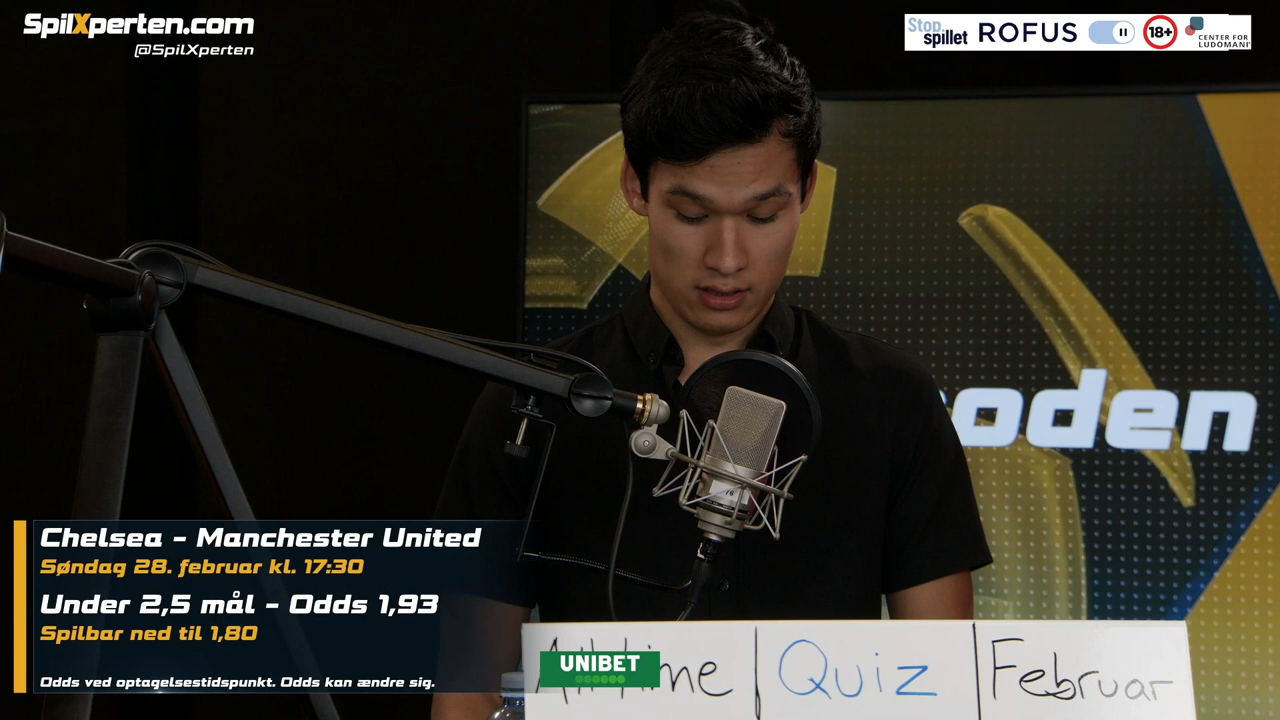 SpilXperten.com
@SpilXperten
Stop
spillet
ROFUS
18+
CENTER FOR
LUDOMANI
oden
Chelsea - Manchester United
Søndag 28. februar kl. 17:30
Under 2,5 mål - Odds 1,93
Spilbar ned til 1,80
Odds ved optagelsestidspunkt. Odds kan ændre sig.
UNIBET
time Quiz Februar